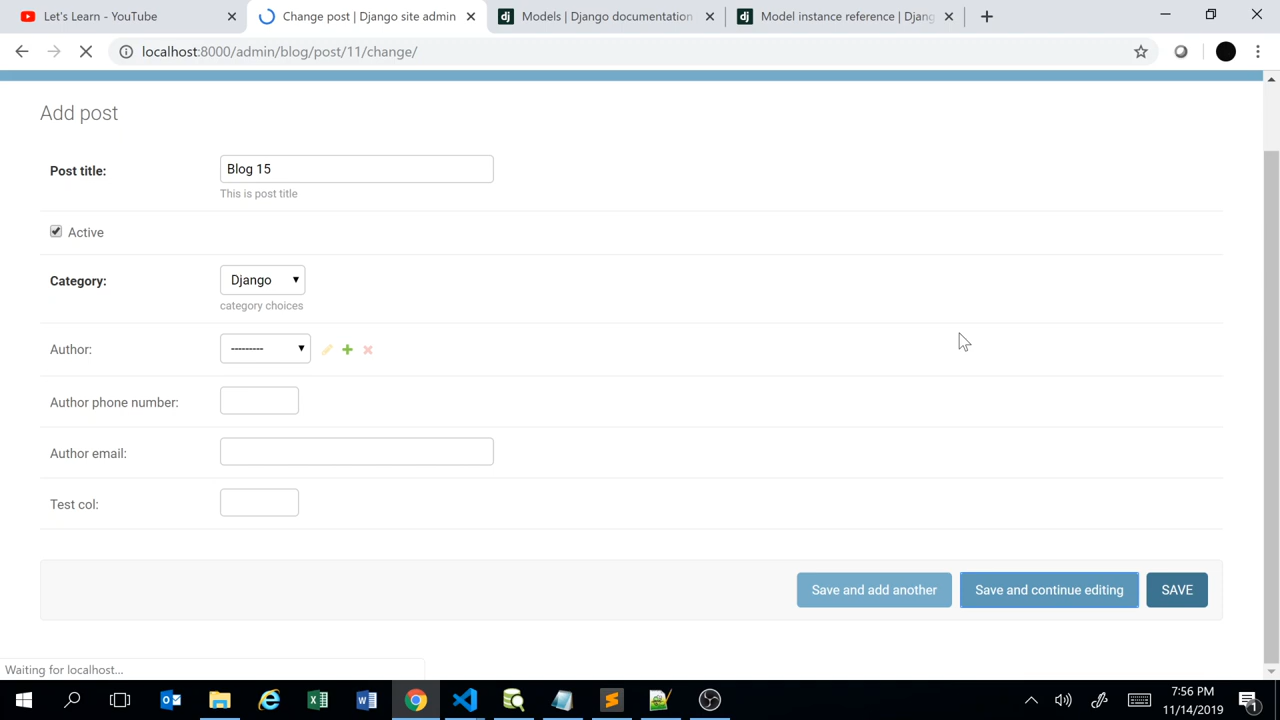 Let's Learn - YouTube
Change post | Django site admin
Models | Django documentation
Model instance reference | Djang
localhost:8000/admin/blog/post/11/change/
Add post
Post title:
Blog 15
This is post title
Active
Category:
Django
category choices
Author:
---------
Author phone number:
Author email:
Test col:
Save and add another
Save and continue editing
SAVE
Waiting for localhost...
7:56 PM
11/14/2019
1